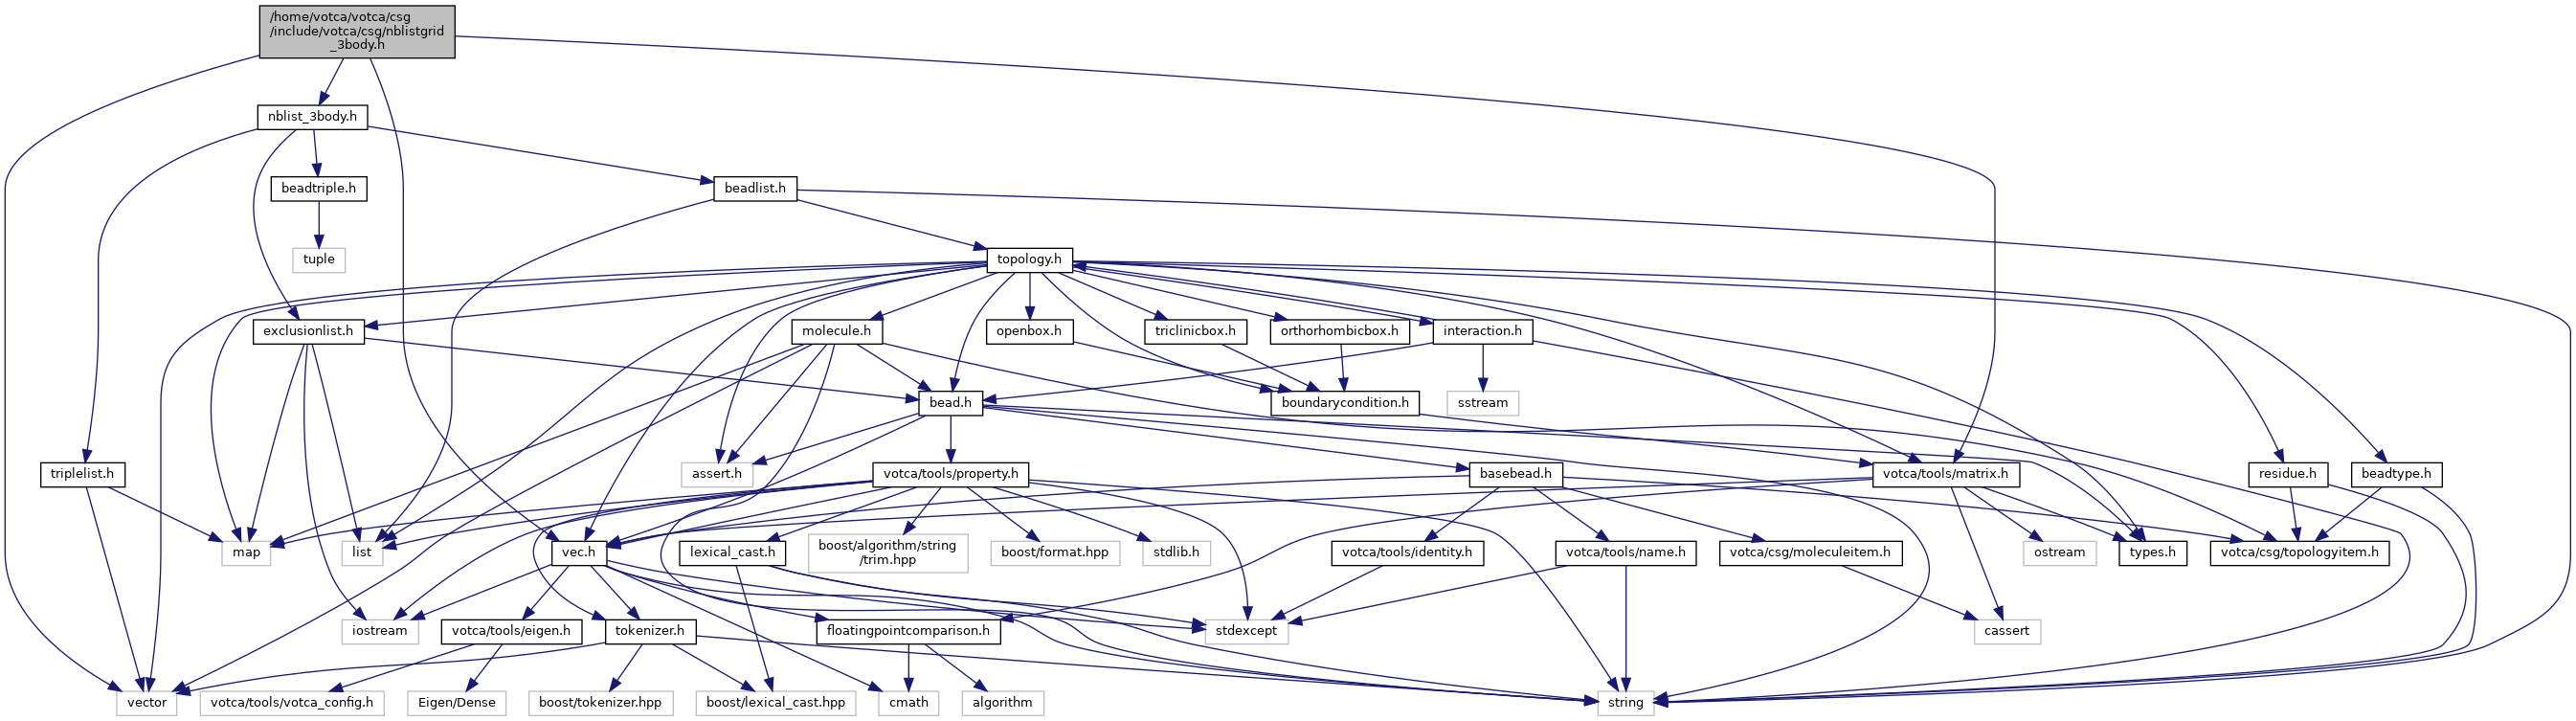 /home/votca/votca/csg
/include/votca/csg/nblistgrid
_3body.h
nblist_3body.h
beadtriple.h
beadlist.h
tuple
topology.h
exclusionlist.h
molecule.h
openbox.h
triclinicbox.h
orthorhombicbox.h
interaction.h
bead.h
boundarycondition.h
sstream
triplelist.h
assert.h
votca/tools/property.h
basebead.h
votca/tools/matrix.h
residue.h
beadtype.h
map
list
vec.h
lexical_cast.h
boost/algorithm/string
/trim.hpp
boost/format.hpp
stdlib.h
votca/tools/identity.h
votca/tools/name.h
votca/csg/moleculeitem.h
ostream
types.h
votca/csg/topologyitem.h
iostream
votca/tools/eigen.h
tokenizer.h
floatingpointcomparison.h
stdexcept
cassert
vector
votca/tools/votca_config.h
Eigen/Dense
boost/tokenizer.hpp
boost/lexical_cast.hpp
cmath
algorithm
string